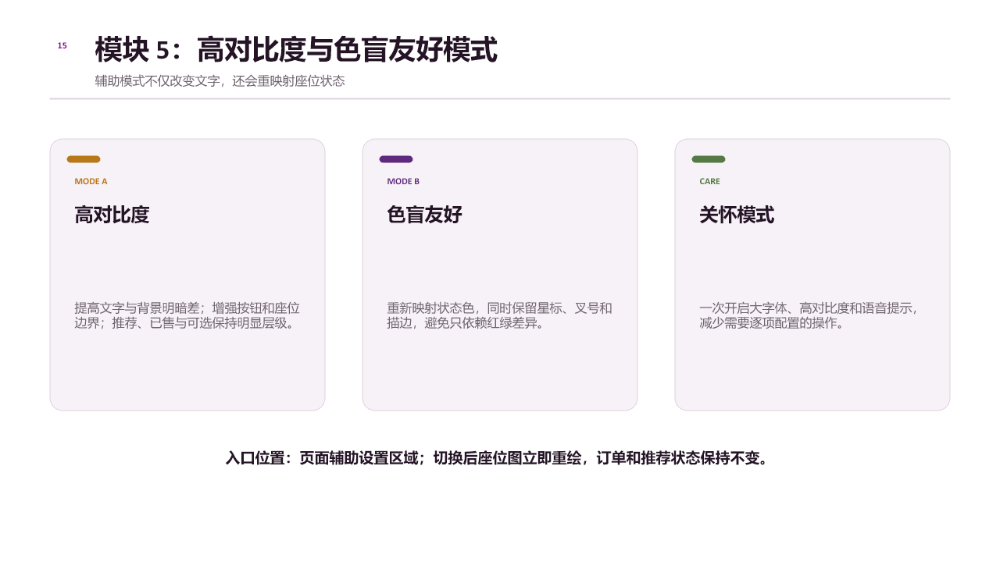 15
模块 5：高对比度与色盲友好模式
辅助模式不仅改变文字，还会重映射座位状态
MODE A
高对比度
提高文字与背景明暗差；增强按钮和座位
边界；推荐、已售与可选保持明显层级。
MODE B
色盲友好
重新映射状态色，同时保留星标、叉号和
描边，避免只依赖红绿差异。
CARE
关怀模式
一次开启大字体、高对比度和语音提示，
减少需要逐项配置的操作。
入口位置：页面辅助设置区域；切换后座位图立即重绘，订单和推荐状态保持不变。